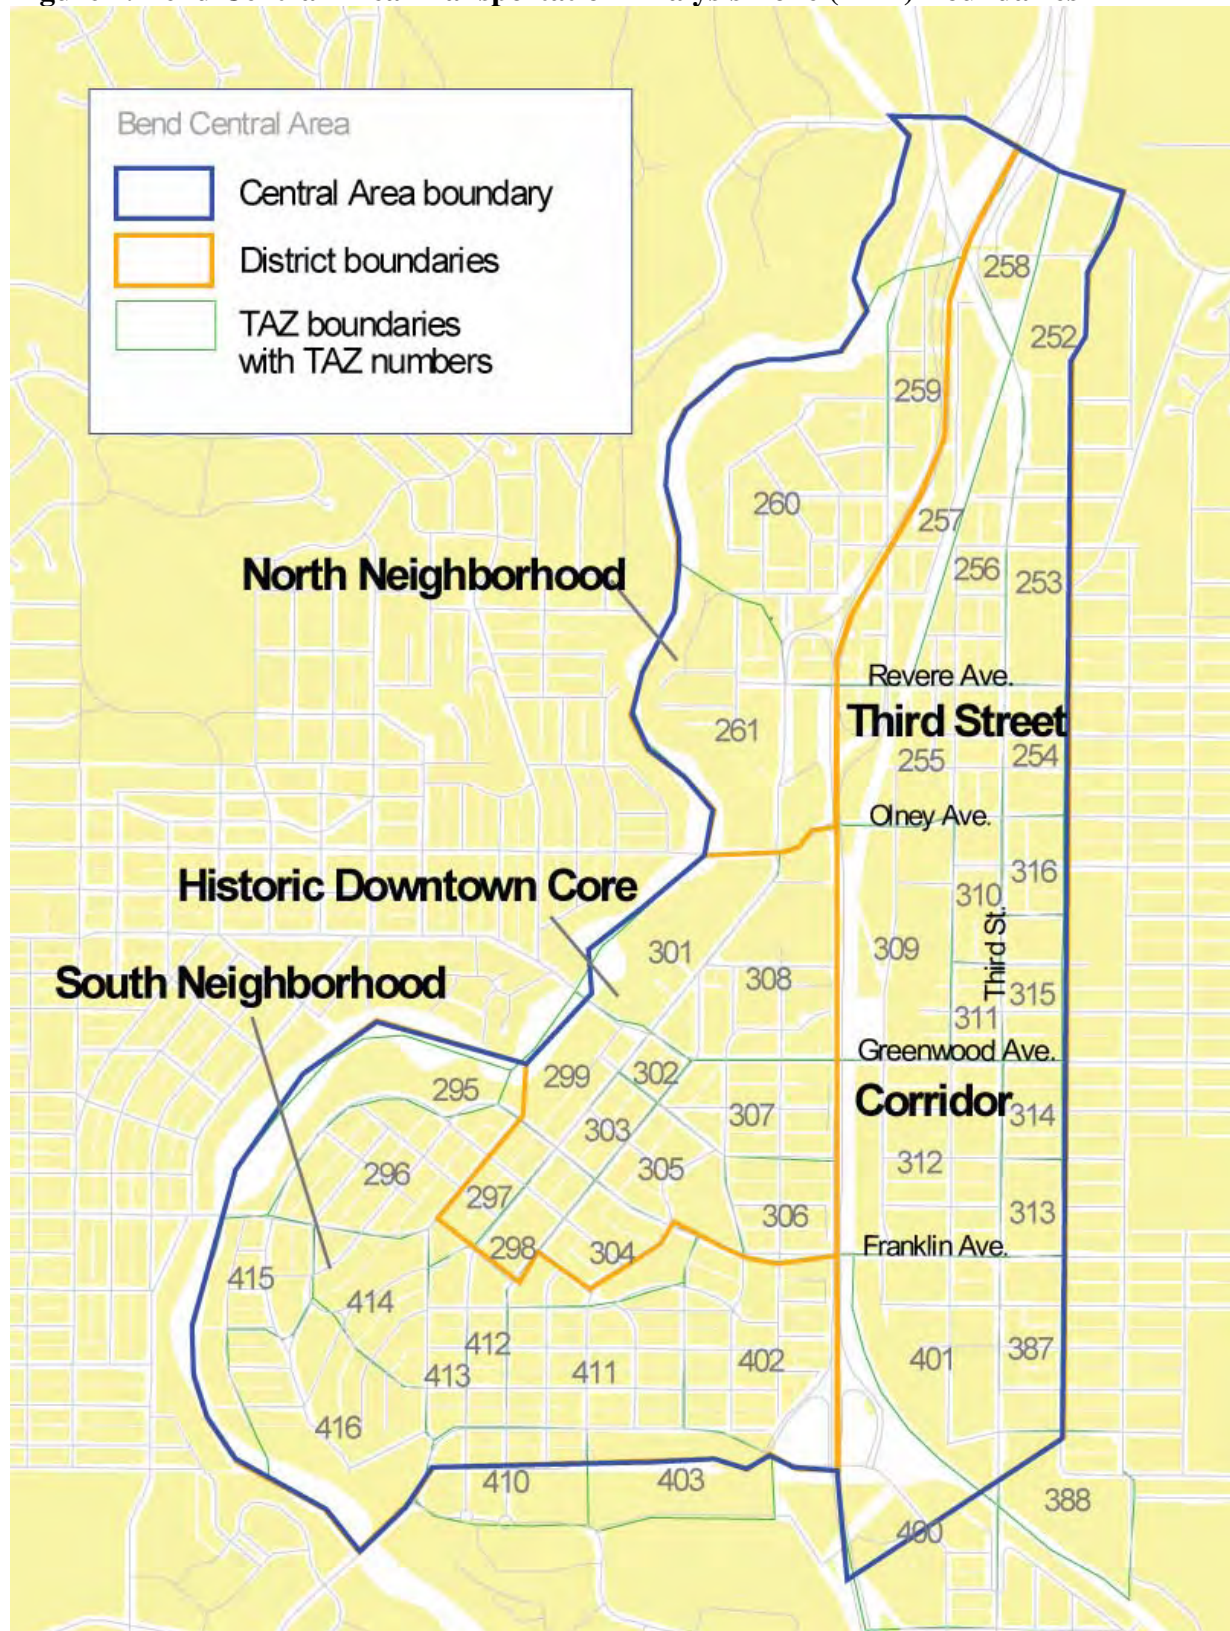 Bend Central Area
Central Area boundary
District boundaries
TAZ boundaries
with TAZ numbers
258
252
259
260
257
North Neighborhood
256
253
Revere Ave.
Third Street
261
255
254
Olney Ave.
Historic Downtown Core
316
310
301
309
Third St.
308
South Neighborhood
315
311
Greenwood Ave.
299
302
295
Corridor
314
307
303
312
296
305
297
313
306
298
304
Franklin Ave.
415
414
412
387
402
401
413
411
416
410
403
388
400